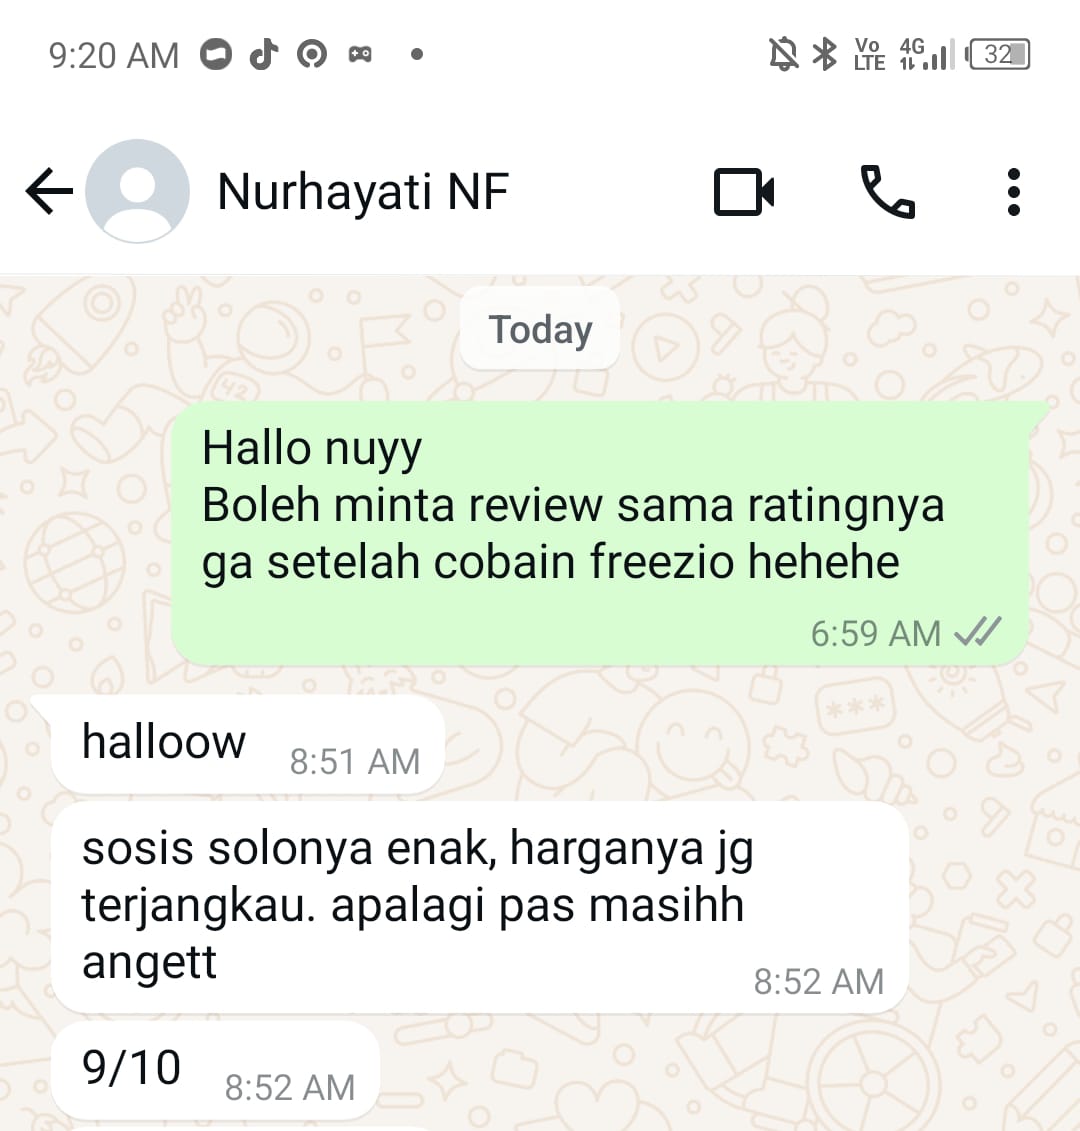 9:20 AM
Vo LTE 4G 32
Nurhayati NF
Today
Hallo nuyy
Boleh minta review sama ratingnya
ga setelah cobain freezio hehehe
6:59 AM
halloow
8:51 AM
sosis solonya enak, harganya jg
terjangkau. apalagi pas masihh
angett
8:52 AM
9/10
8:52 AM